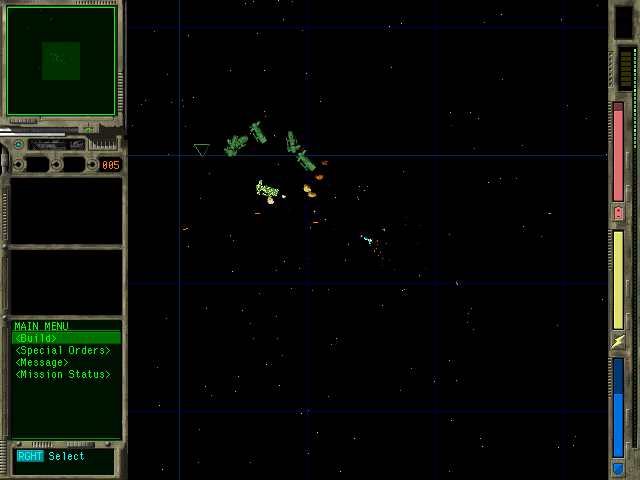 005
MAIN MENU
<Build>
<Special Orders>
<Message>
<Mission Status>
RGHT Select